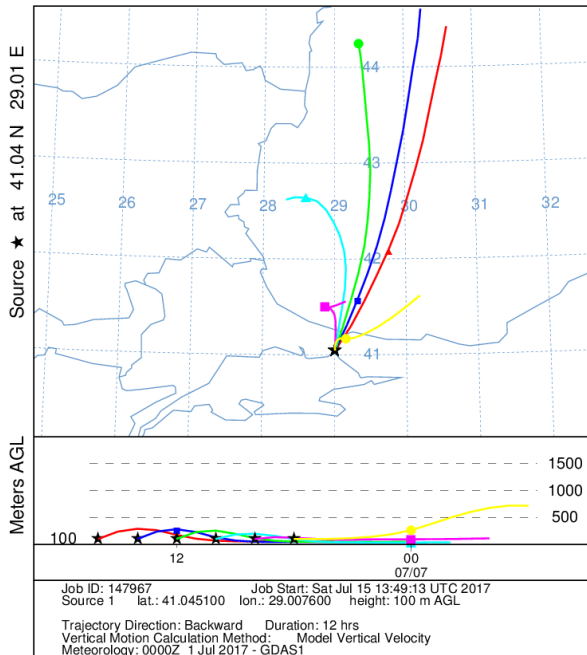 Source ★ at 41.04 N 29.01 E
44
43
25 26 27 28 29 30 31 32
42
41
Meters AGL
1500
1000
500
100
12 00
07/07
Job ID: 147967 Job Start: Sat Jul 15 13:49:13 UTC 2017
Source 1 lat.: 41.045100 lon.: 29.007600 height: 100 m AGL
Trajectory Direction: Backward Duration: 12 hrs
Vertical Motion Calculation Method: Model Vertical Velocity
Meteorology: 0000Z 1 Jul 2017 - GDAS1